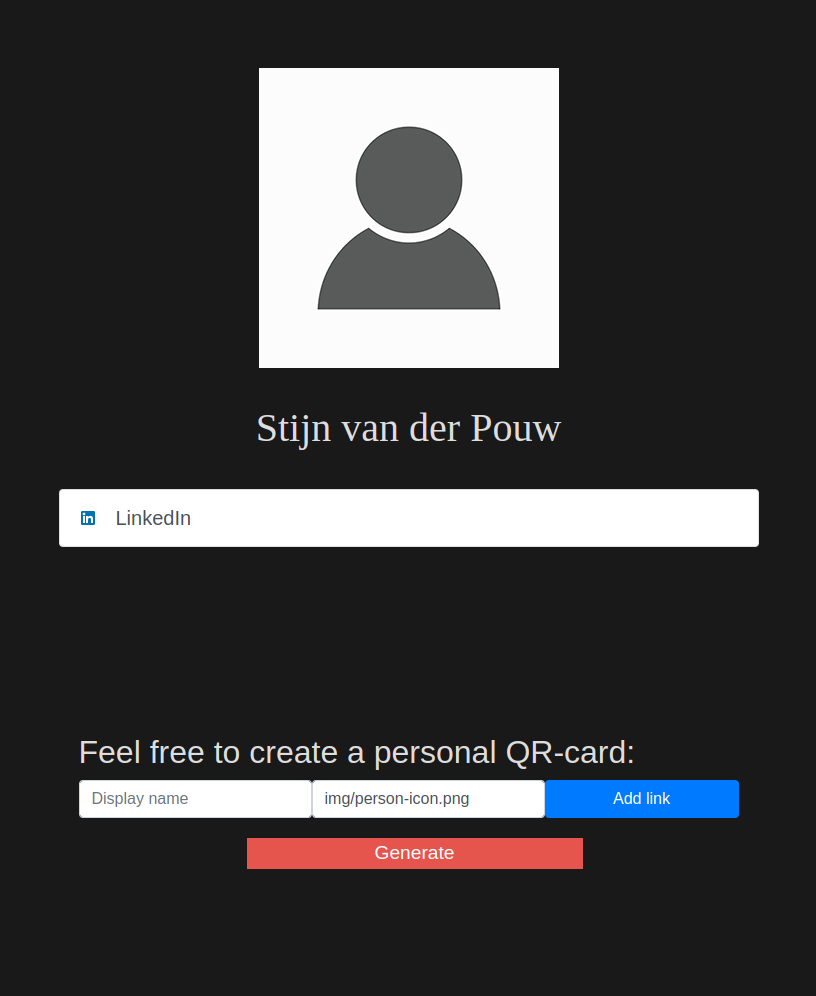 Stijn van der Pouw
in LinkedIn
Feel free to create a personal QR-card:
Display name img/person-icon.png Add link
Generate